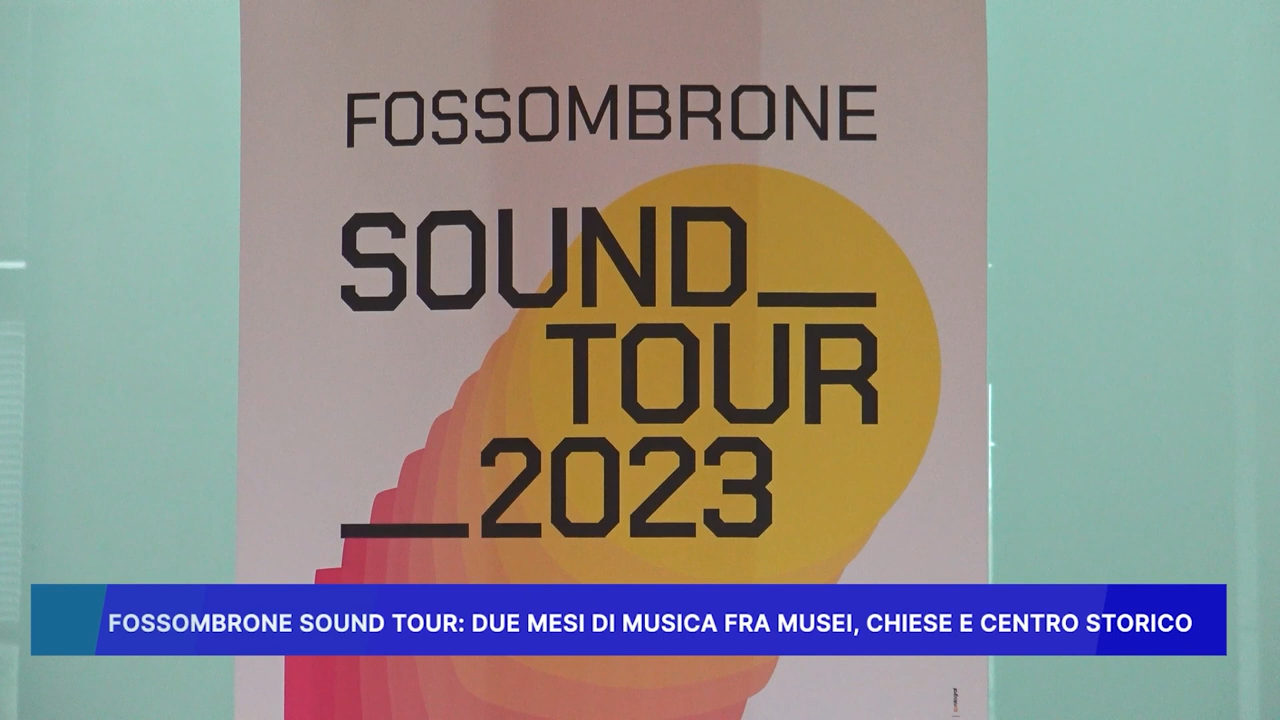 FOSSOMBRONE
SOUND_
TOUR
_2023
FOSSOMBRONE SOUND TOUR: DUE MESI DI MUSICA FRA MUSEI, CHIESE E CENTRO STORICO